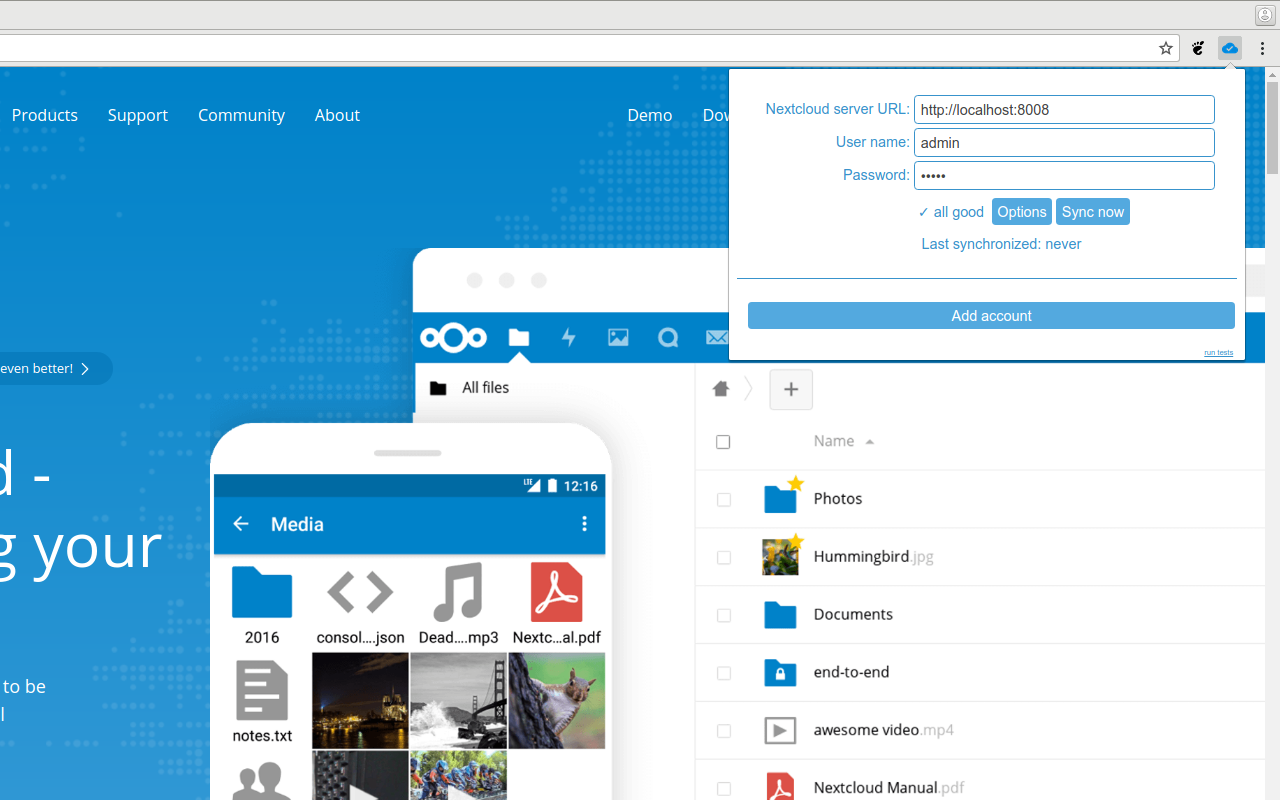 Products Support Community About Demo
Nextcloud server URL: http://localhost:8008
User name: admin
Password: •••••
✓ all good Options Sync now
Last synchronized: never
Add account
run tests
even better!
your
to be
All files
Name
Photos
Hummingbird.jpg
Documents
end-to-end
awesome video.mp4
Nextcloud Manual.pdf
LTE 12:16
Media
2016 consol....json Dead....mp3 Nextc...al.pdf
notes.txt